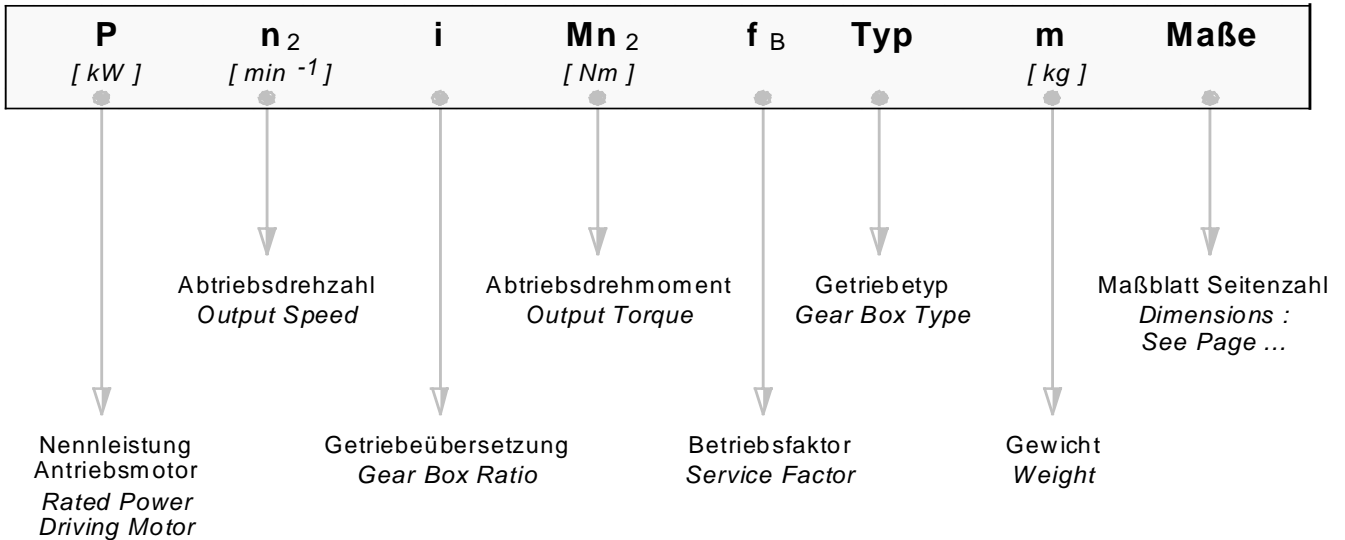 P n 2 i Mn 2 f B Typ m Maße
[ kW ] [ min -1 ] [ Nm ] [ kg ]
Abtriebsdrehzahl
Output Speed
Abtriebsdrehmoment
Output Torque
Getriebetyp
Gear Box Type
Maßblatt Seitenzahl
Dimensions :
See Page ...
Nennleistung
Antriebsmotor
Rated Power
Driving Motor
Getriebeübersetzung
Gear Box Ratio
Betriebsfaktor
Service Factor
Gewicht
Weight